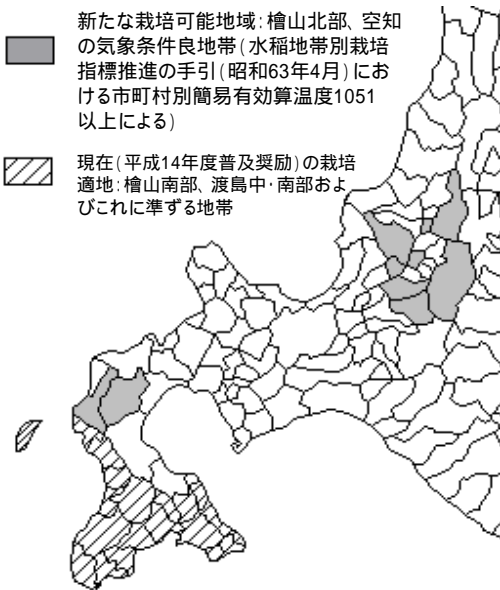 新たな栽培可能地域：檜山北部、空知
の気象条件良地帯（水稲地帯別栽培
指標推進の手引（昭和63年4月）にお
ける市町村別簡易有効算温度1051
以上による）
現在（平成14年度普及奨励）の栽培
適地：檜山南部、渡島中・南部およ
びこれに準ずる地帯